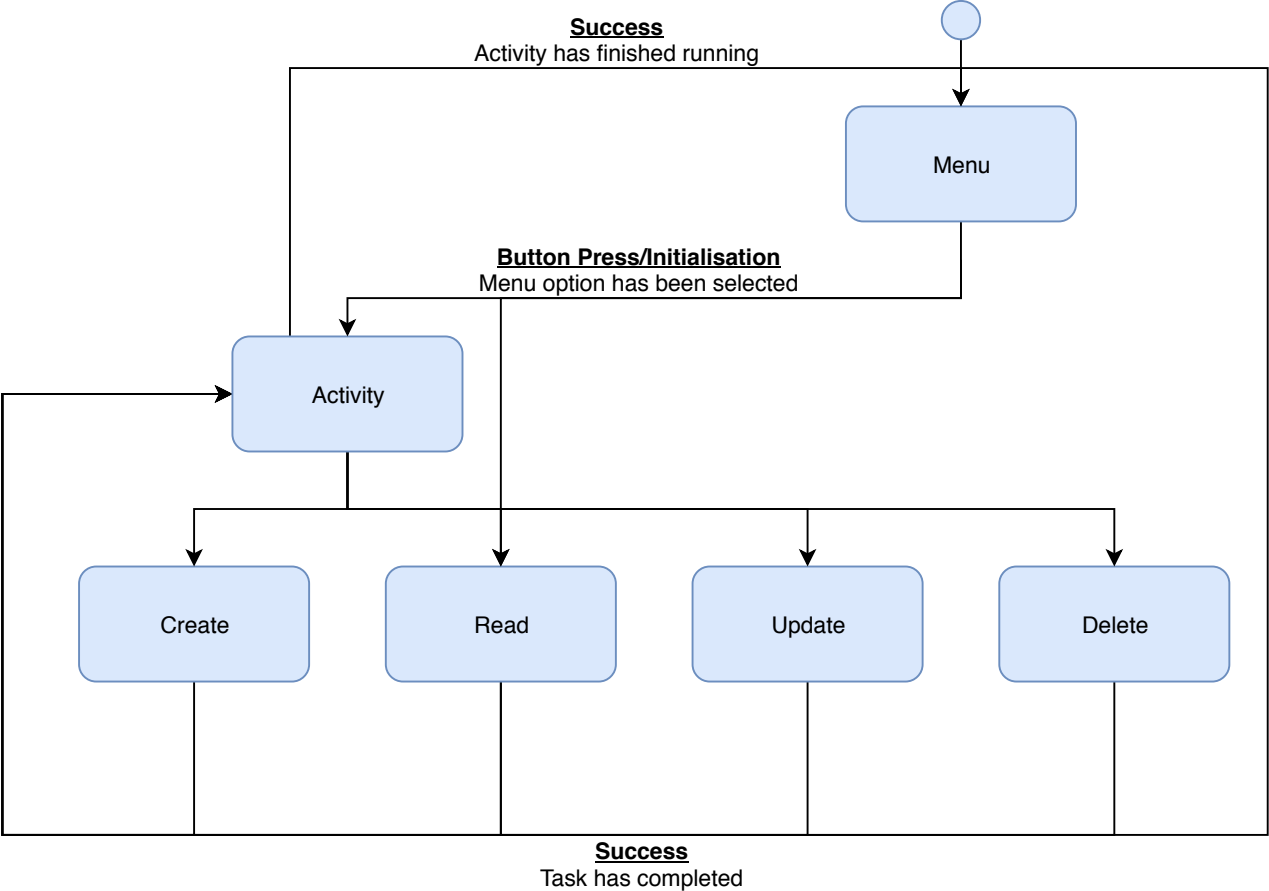 Success
Activity has finished running
Menu
Button Press/Initialisation
Menu option has been selected
Activity
Create
Read
Update
Delete
Success
Task has completed